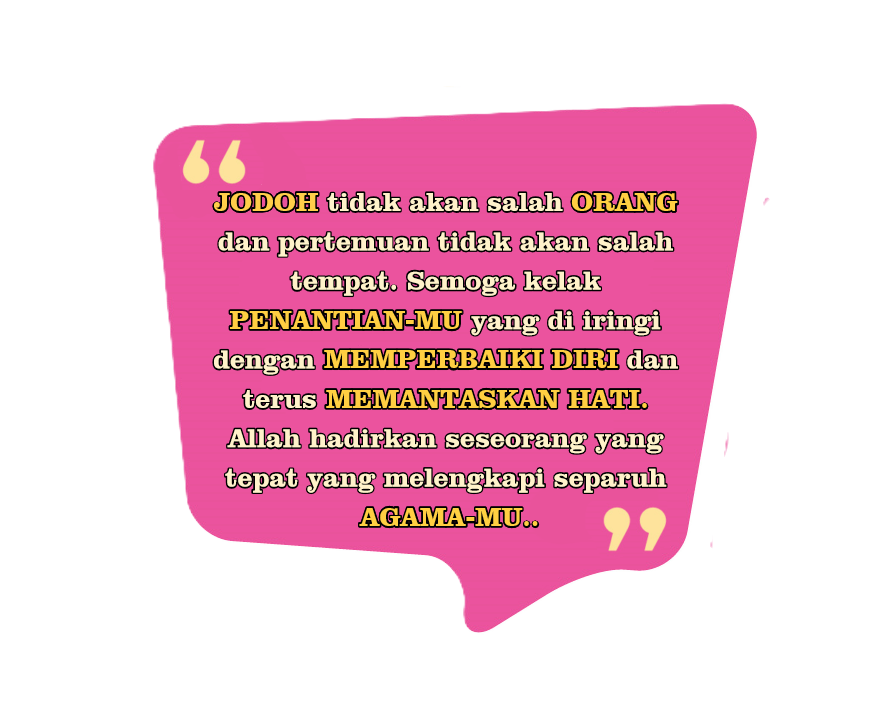 “
JODOH tidak akan salah ORANG
dan pertemuan tidak akan salah
tempat. Semoga kelak
PENANTIAN-MU yang di iringi
dengan MEMPERBAIKI DIRI dan
terus MEMANTASKAN HATI.
Allah hadirkan seseorang yang
tepat yang melengkapi separuh
AGAMA-MU..
”